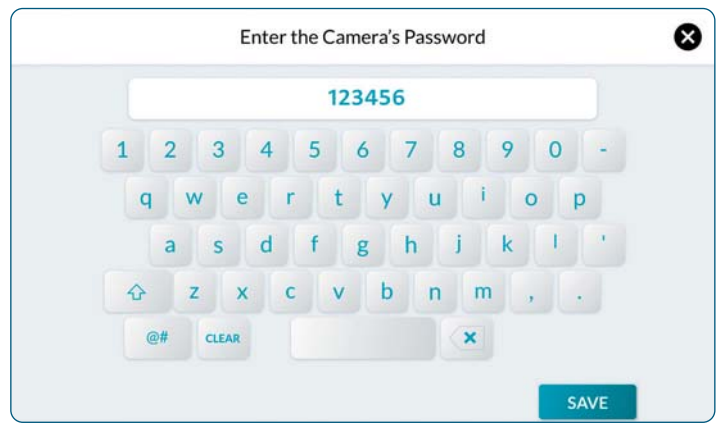 Enter the Camera’s Password
123456
1 2 3 4 5 6 7 8 9 0 -
q w e r t y u i o p
a s d f g h j k l '
z x c v b n m , .
@# CLEAR
SAVE